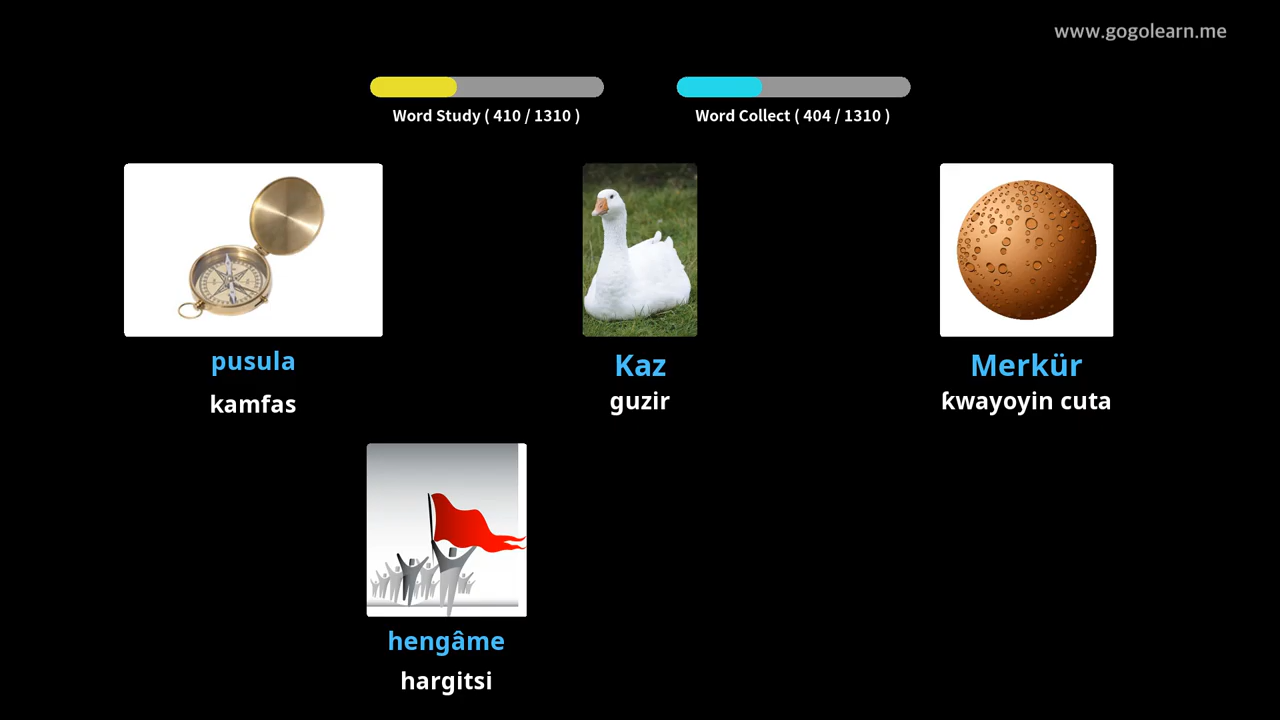 www.gogolearn.me
Word Study ( 410 / 1310 )
Word Collect ( 404 / 1310 )
pusula
kamfas
Kaz
guzir
Merkür
ƙwayoyin cuta
hengâme
hargitsi